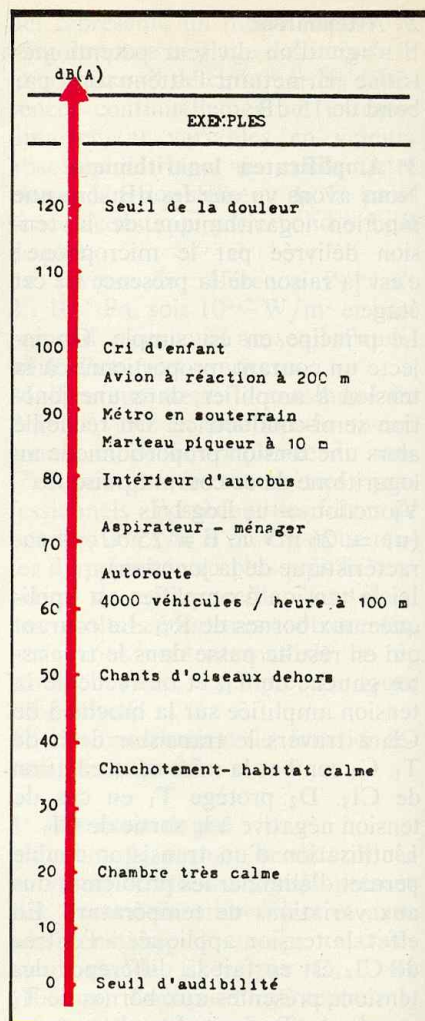 dB(A)
EXEMPLES
120 Seuil de la douleur
110
100 Cri d'enfant
Avion à réaction à 200 m
90 Métro en souterrain
Marteau piqueur à 10 m
80 Intérieur d'autobus
Aspirateur - ménager
70
Autoroute
4000 véhicules / heure à 100 m
60
50 Chants d'oiseaux dehors
40
Chuchotement - habitat calme
30
20 Chambre très calme
10
0 Seuil d'audibilité